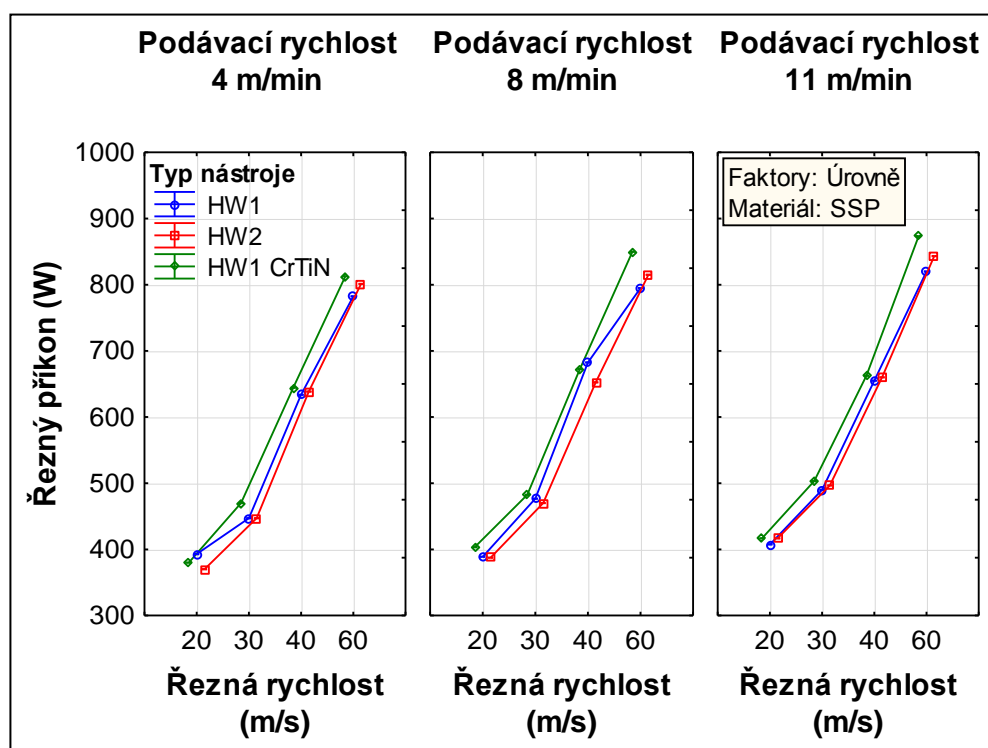 Podávací rychlost
4 m/min
Podávací rychlost
8 m/min
Podávací rychlost
11 m/min
Řezný příkon (W)
1000
900
800
700
600
500
400
300
Typ nástroje
HW1
HW2
HW1 CrTiN
Faktory: Úrovně
Materiál: SSP
20 30 40 60
20 30 40 60
20 30 40 60
Řezná rychlost
(m/s)
Řezná rychlost
(m/s)
Řezná rychlost
(m/s)